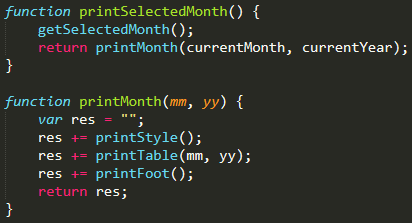 function printSelectedMonth() {
    getSelectedMonth();
    return printMonth(currentMonth, currentYear);
}

function printMonth(mm, yy) {
    var res = "";
    res += printStyle();
    res += printTable(mm, yy);
    res += printFoot();
    return res;
}